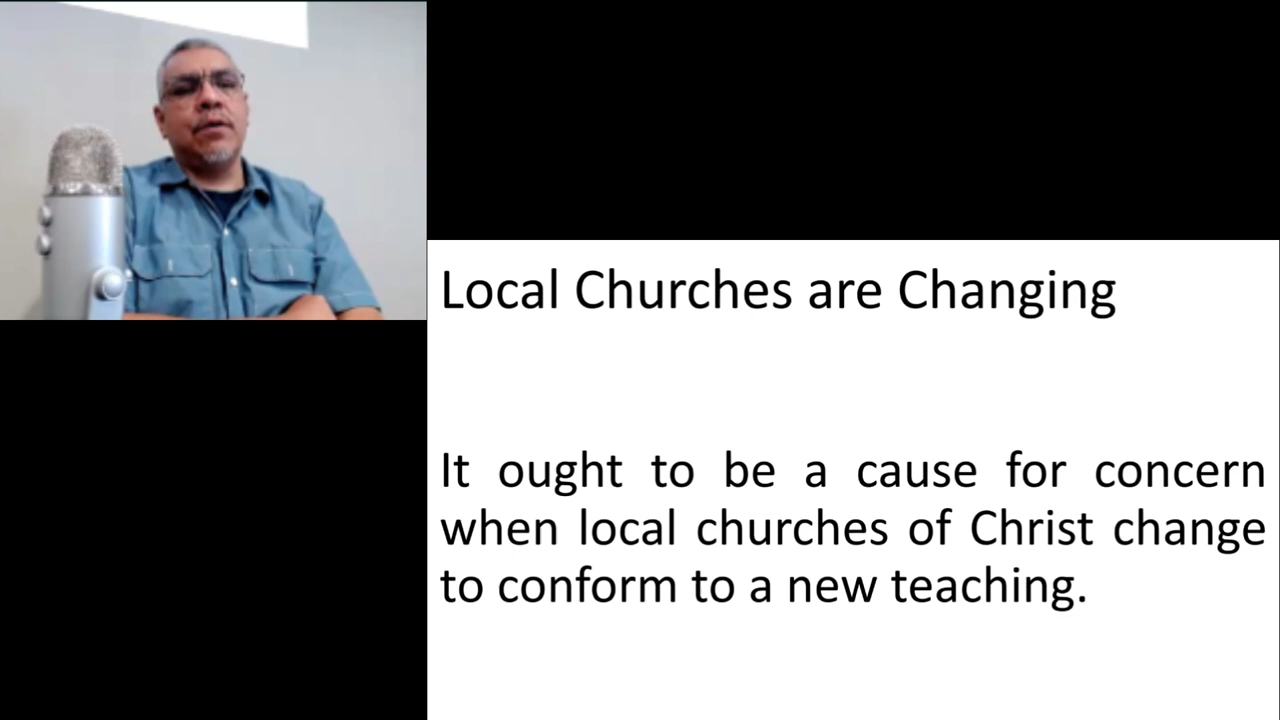 Local Churches are Changing
It ought to be a cause for concern
when local churches of Christ change
to conform to a new teaching.